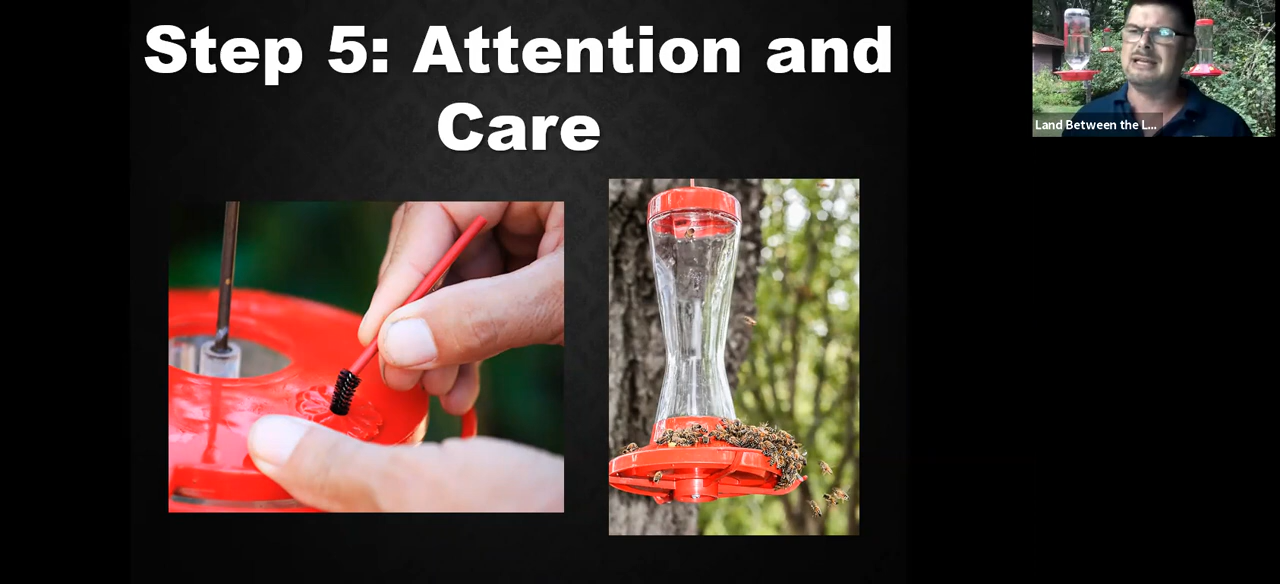 Step 5: Attention and
Care
Land Between the L...